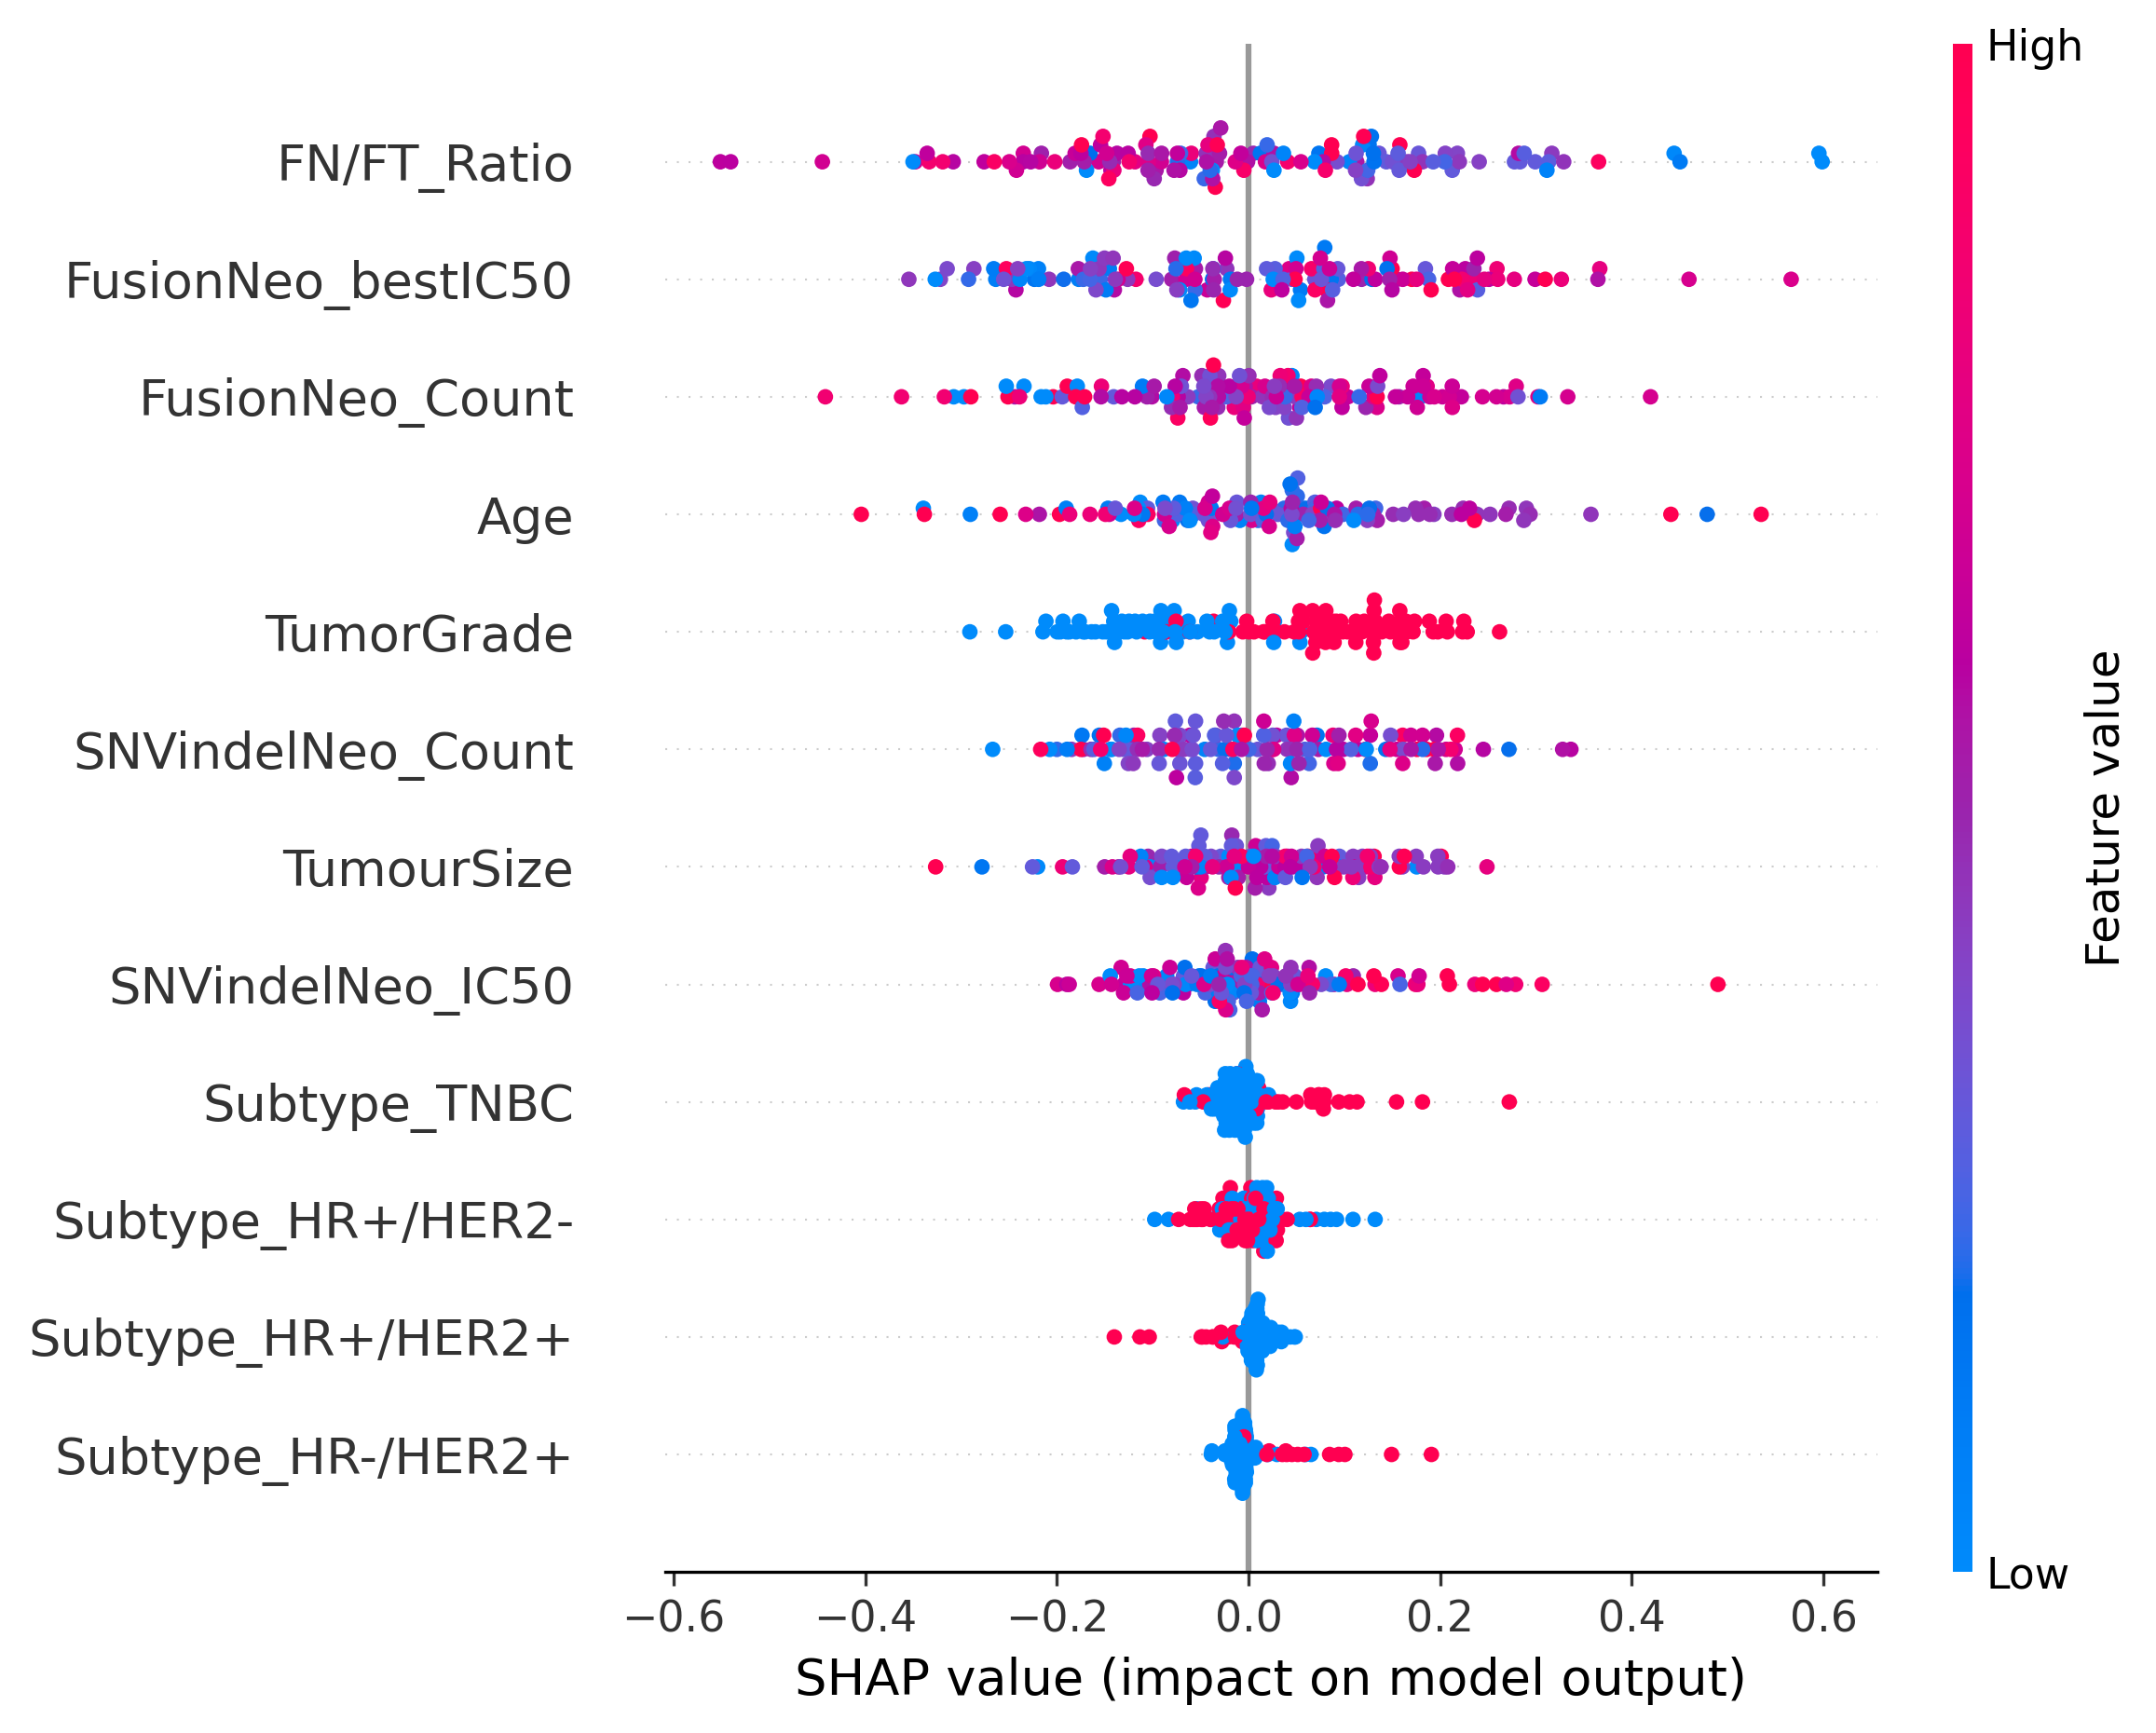 High
FN/FT_Ratio
FusionNeo_bestIC50
FusionNeo_Count
Age
TumorGrade
SNVindelNeo_Count
TumourSize
SNVindelNeo_IC50
Subtype_TNBC
Subtype_HR+/HER2-
Subtype_HR+/HER2+
Subtype_HR-/HER2+
Feature value
Low
−0.6 −0.4 −0.2 0.0 0.2 0.4 0.6
SHAP value (impact on model output)